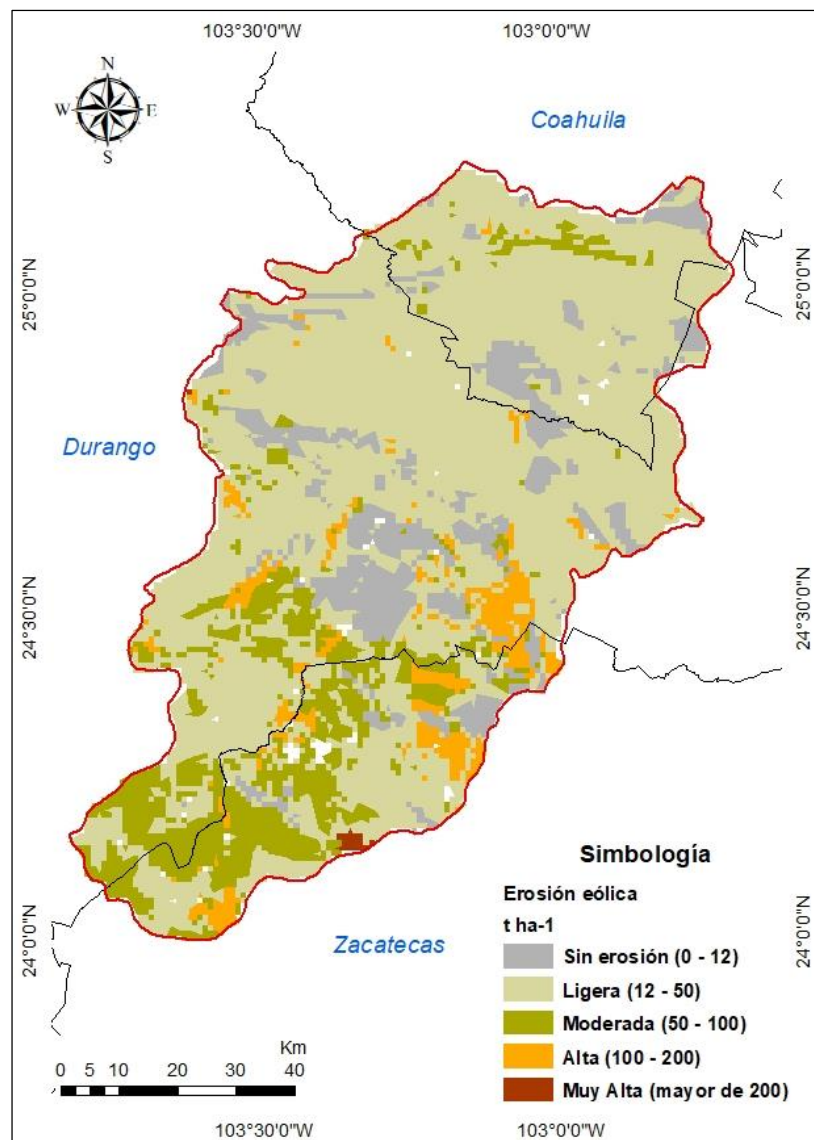 103°30'0"W 103°0'0"W
N
W E
S
Coahuila
25°0'0"N 25°0'0"N
Durango
24°30'0"N 24°30'0"N
Simbología
Erosión eólica
t ha-1
Sin erosión (0 - 12)
Ligera (12 - 50)
Moderada (50 - 100)
Alta (100 - 200)
Muy Alta (mayor de 200)
24°0'0"N 24°0'0"N
Zacatecas
Km
0 5 10 20 30 40
103°30'0"W 103°0'0"W